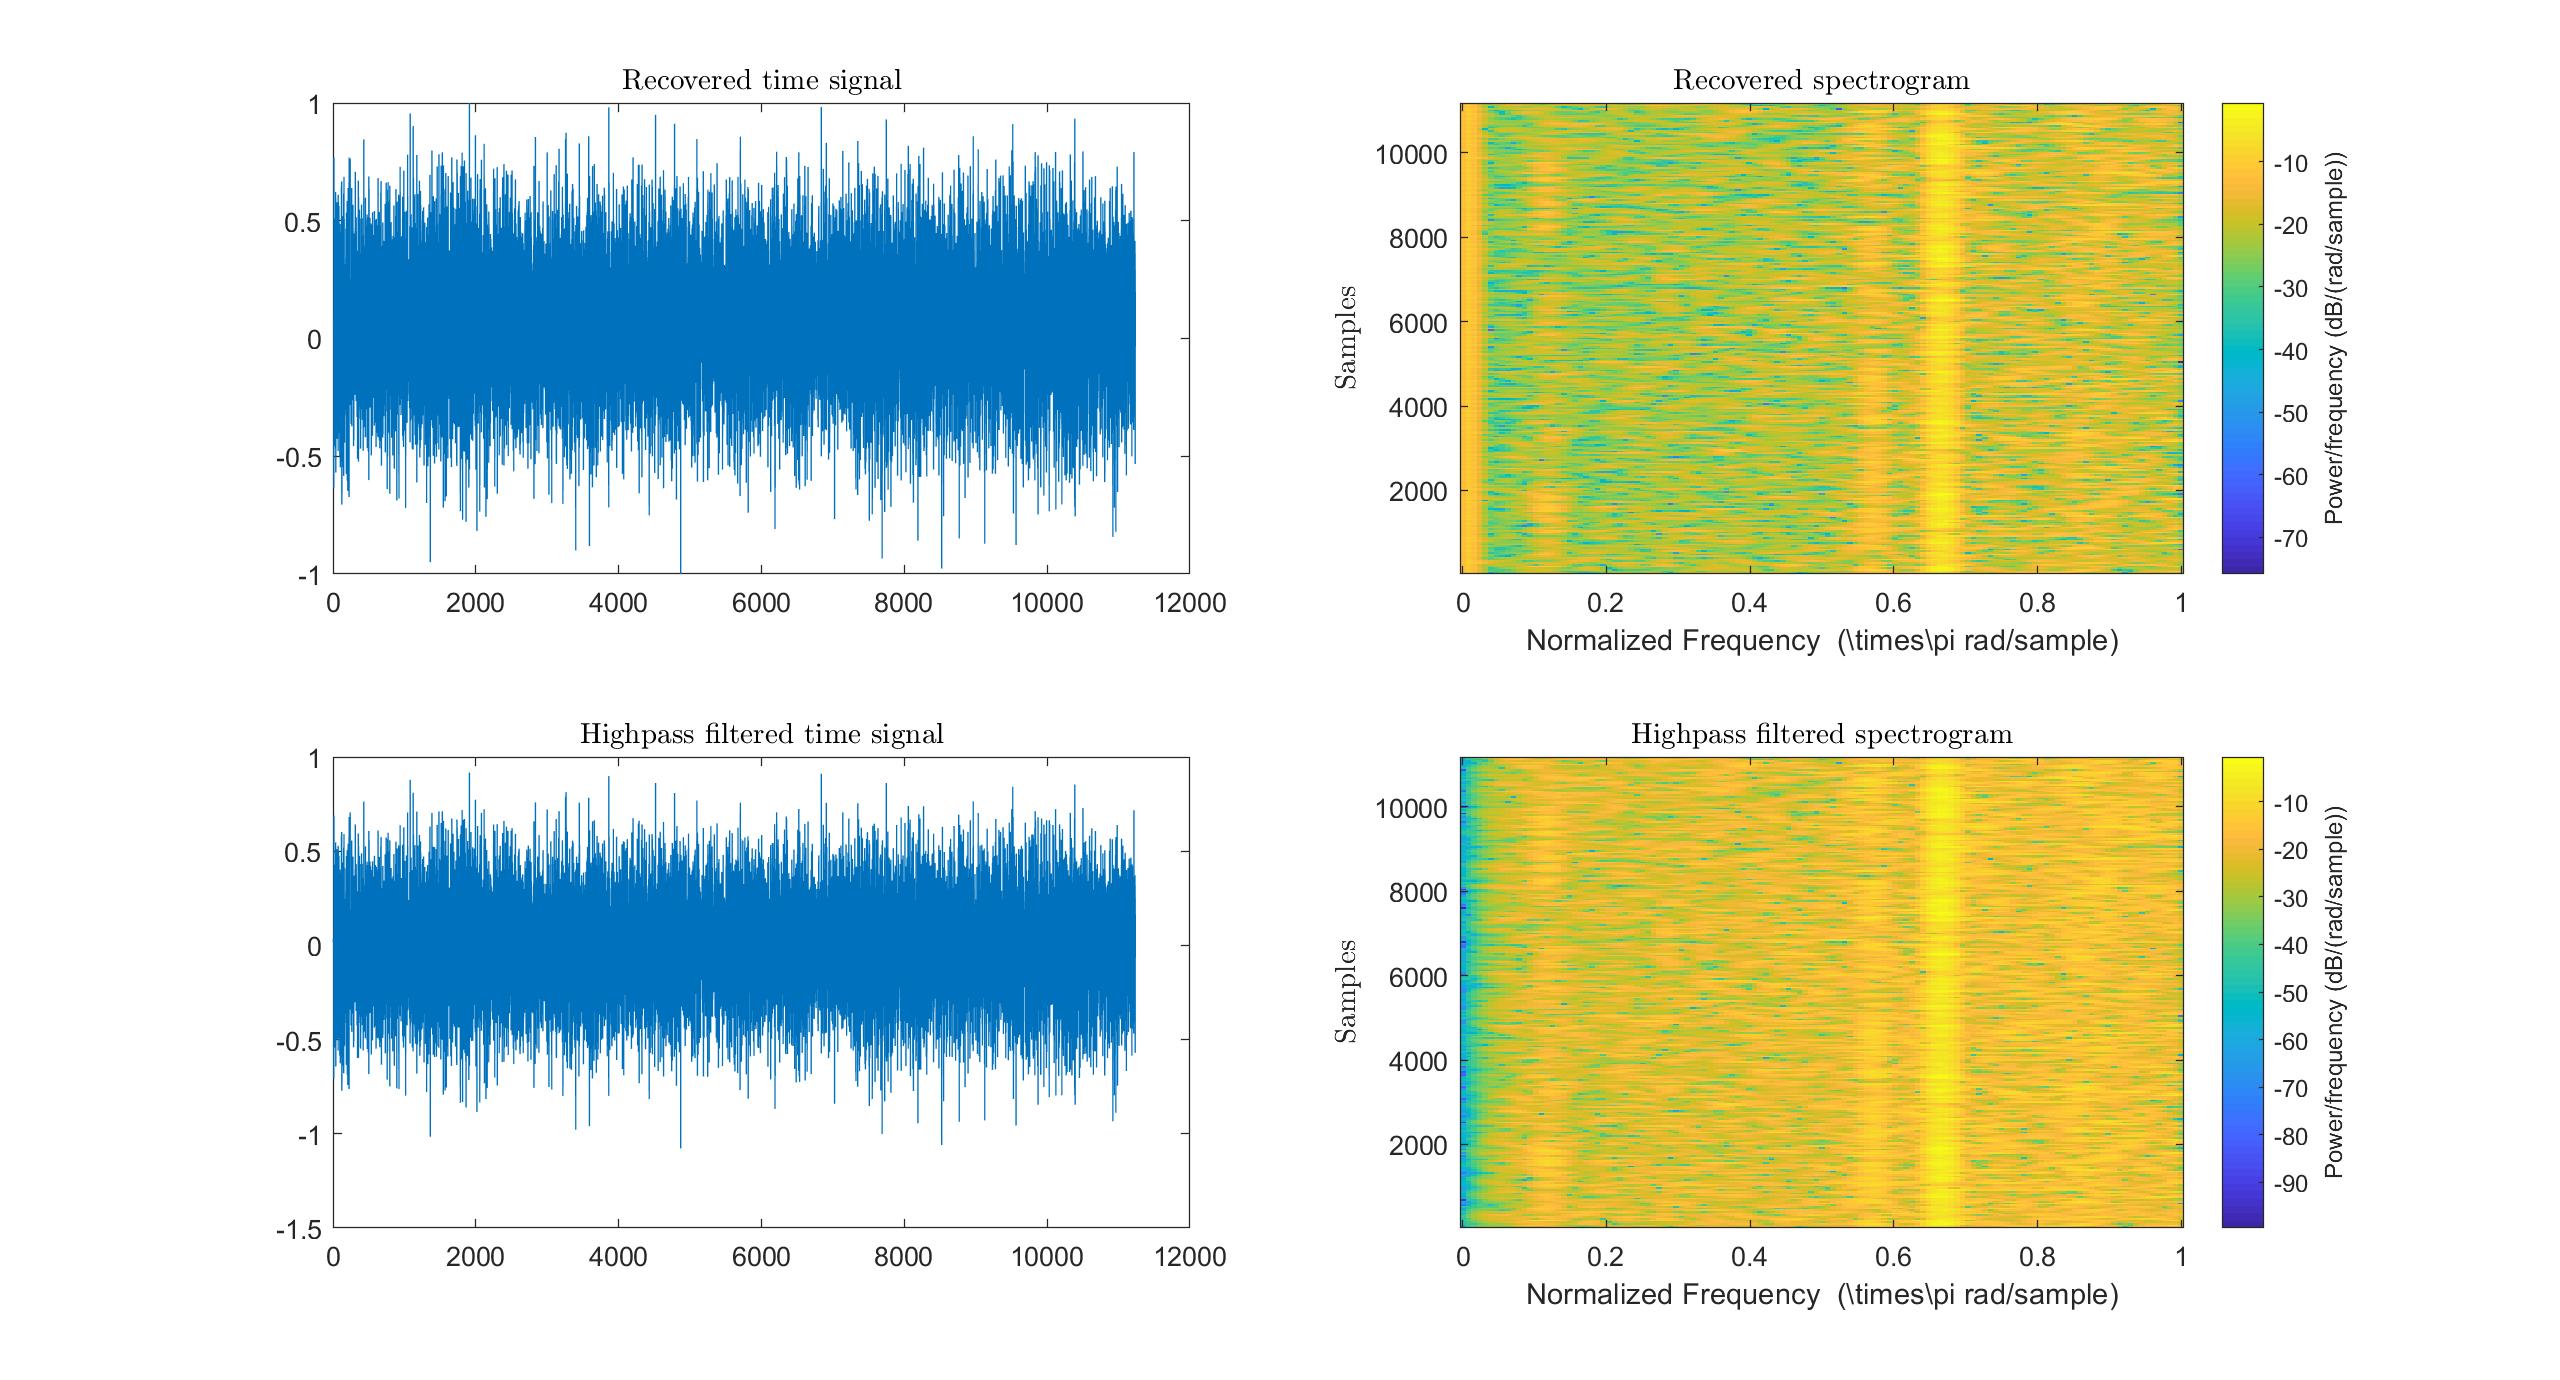 Recovered time signal
1
0.5
0
-0.5
-1
0 2000 4000 6000 8000 10000 12000
Recovered spectrogram
10000
8000
6000
4000
2000
Samples
0 0.2 0.4 0.6 0.8 1
Normalized Frequency (\times\pi rad/sample)
-10
-20
-30
-40
-50
-60
-70
Power/frequency (dB/(rad/sample))
Highpass filtered time signal
1
0.5
0
-0.5
-1
-1.5
0 2000 4000 6000 8000 10000 12000
Highpass filtered spectrogram
10000
8000
6000
4000
2000
Samples
0 0.2 0.4 0.6 0.8 1
Normalized Frequency (\times\pi rad/sample)
-10
-20
-30
-40
-50
-60
-70
-80
-90
Power/frequency (dB/(rad/sample))